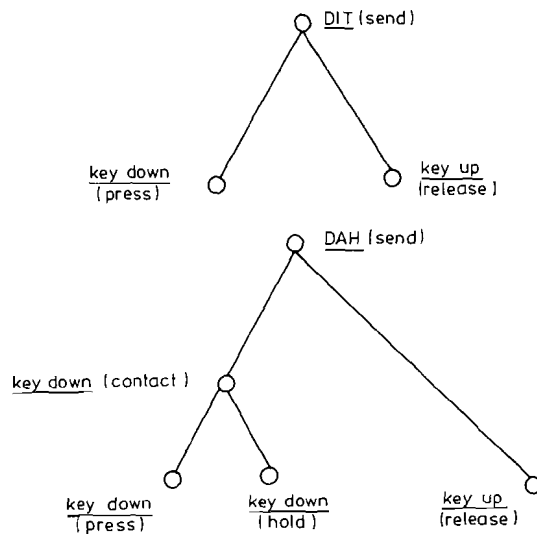 DIT (send)
key down
(press)
key up
(release)
DAH (send)
key down (contact)
key down
(press)
key down
(hold)
key up
(release)